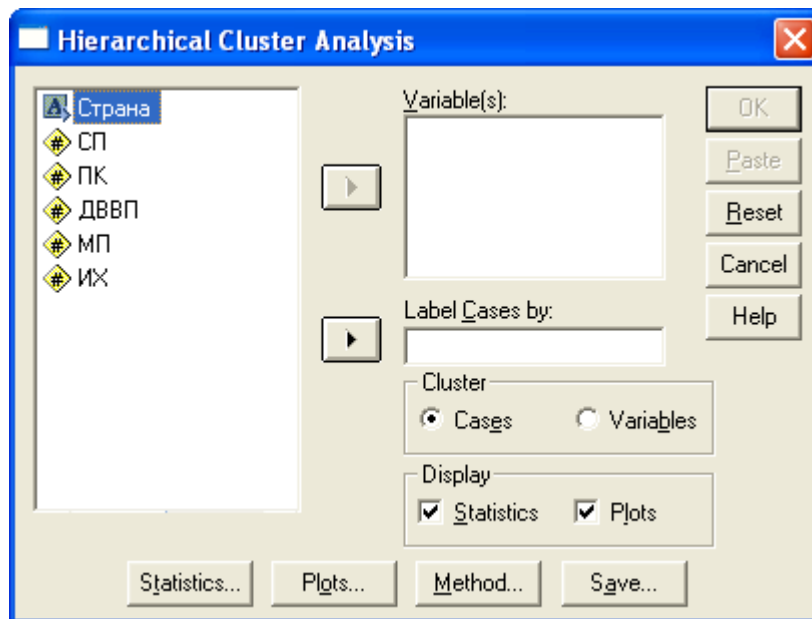 Hierarchical Cluster Analysis
Страна
СП
ПК
ДВВП
МП
ИХ
Variable(s):
Label Cases by:
Cluster
Cases
Variables
Display
Statistics
Plots
OK
Paste
Reset
Cancel
Help
Statistics...
Plots...
Method...
Save...